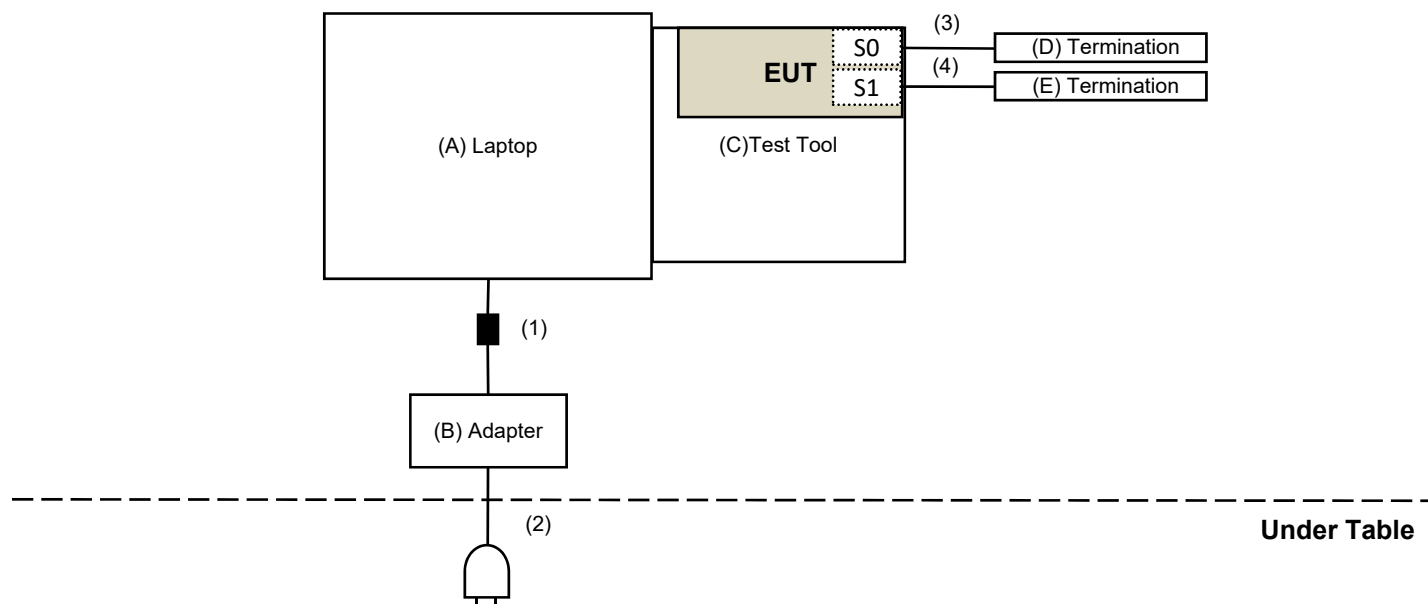 (3)
S0
(D) Termination
EUT
(4)
S1
(E) Termination
(A) Laptop
(C)Test Tool
(1)
(B) Adapter
(2)
Under Table